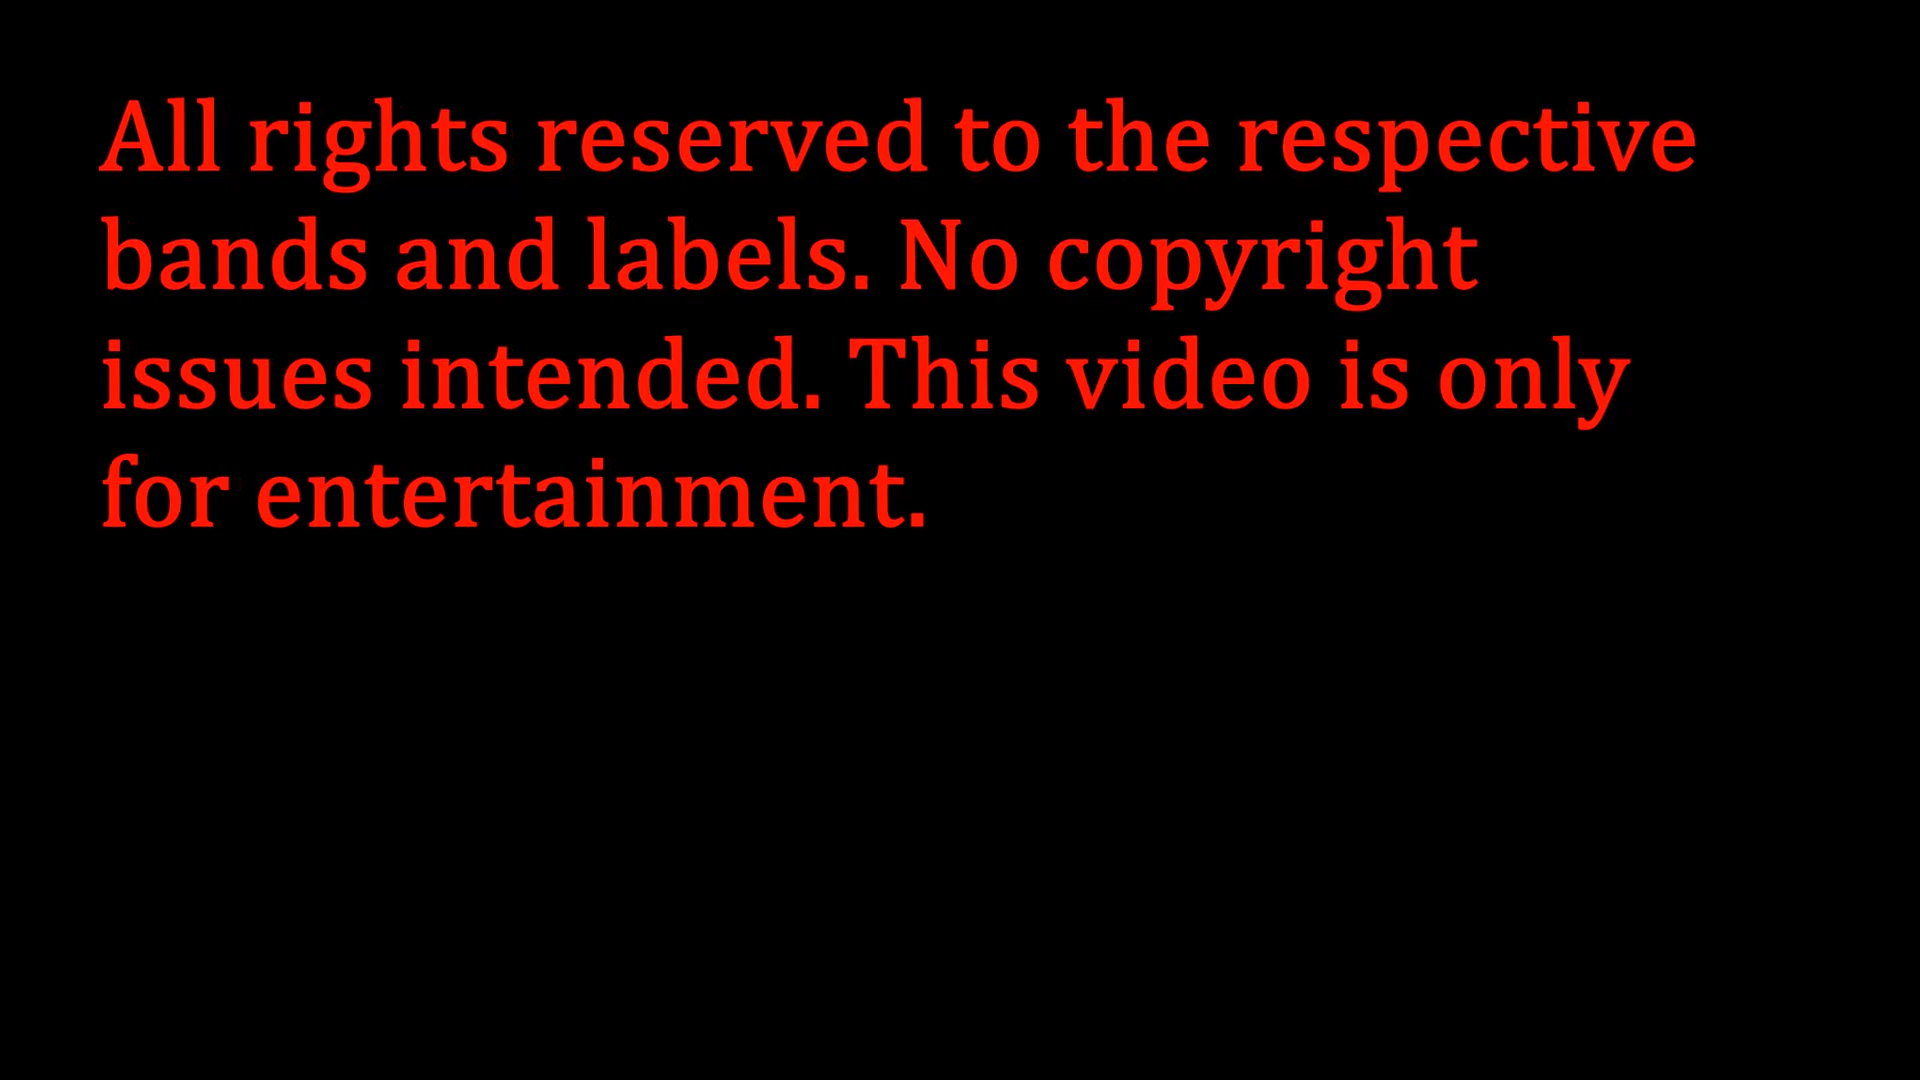 All rights reserved to the respective
bands and labels. No copyright
issues intended. This video is only
for entertainment.